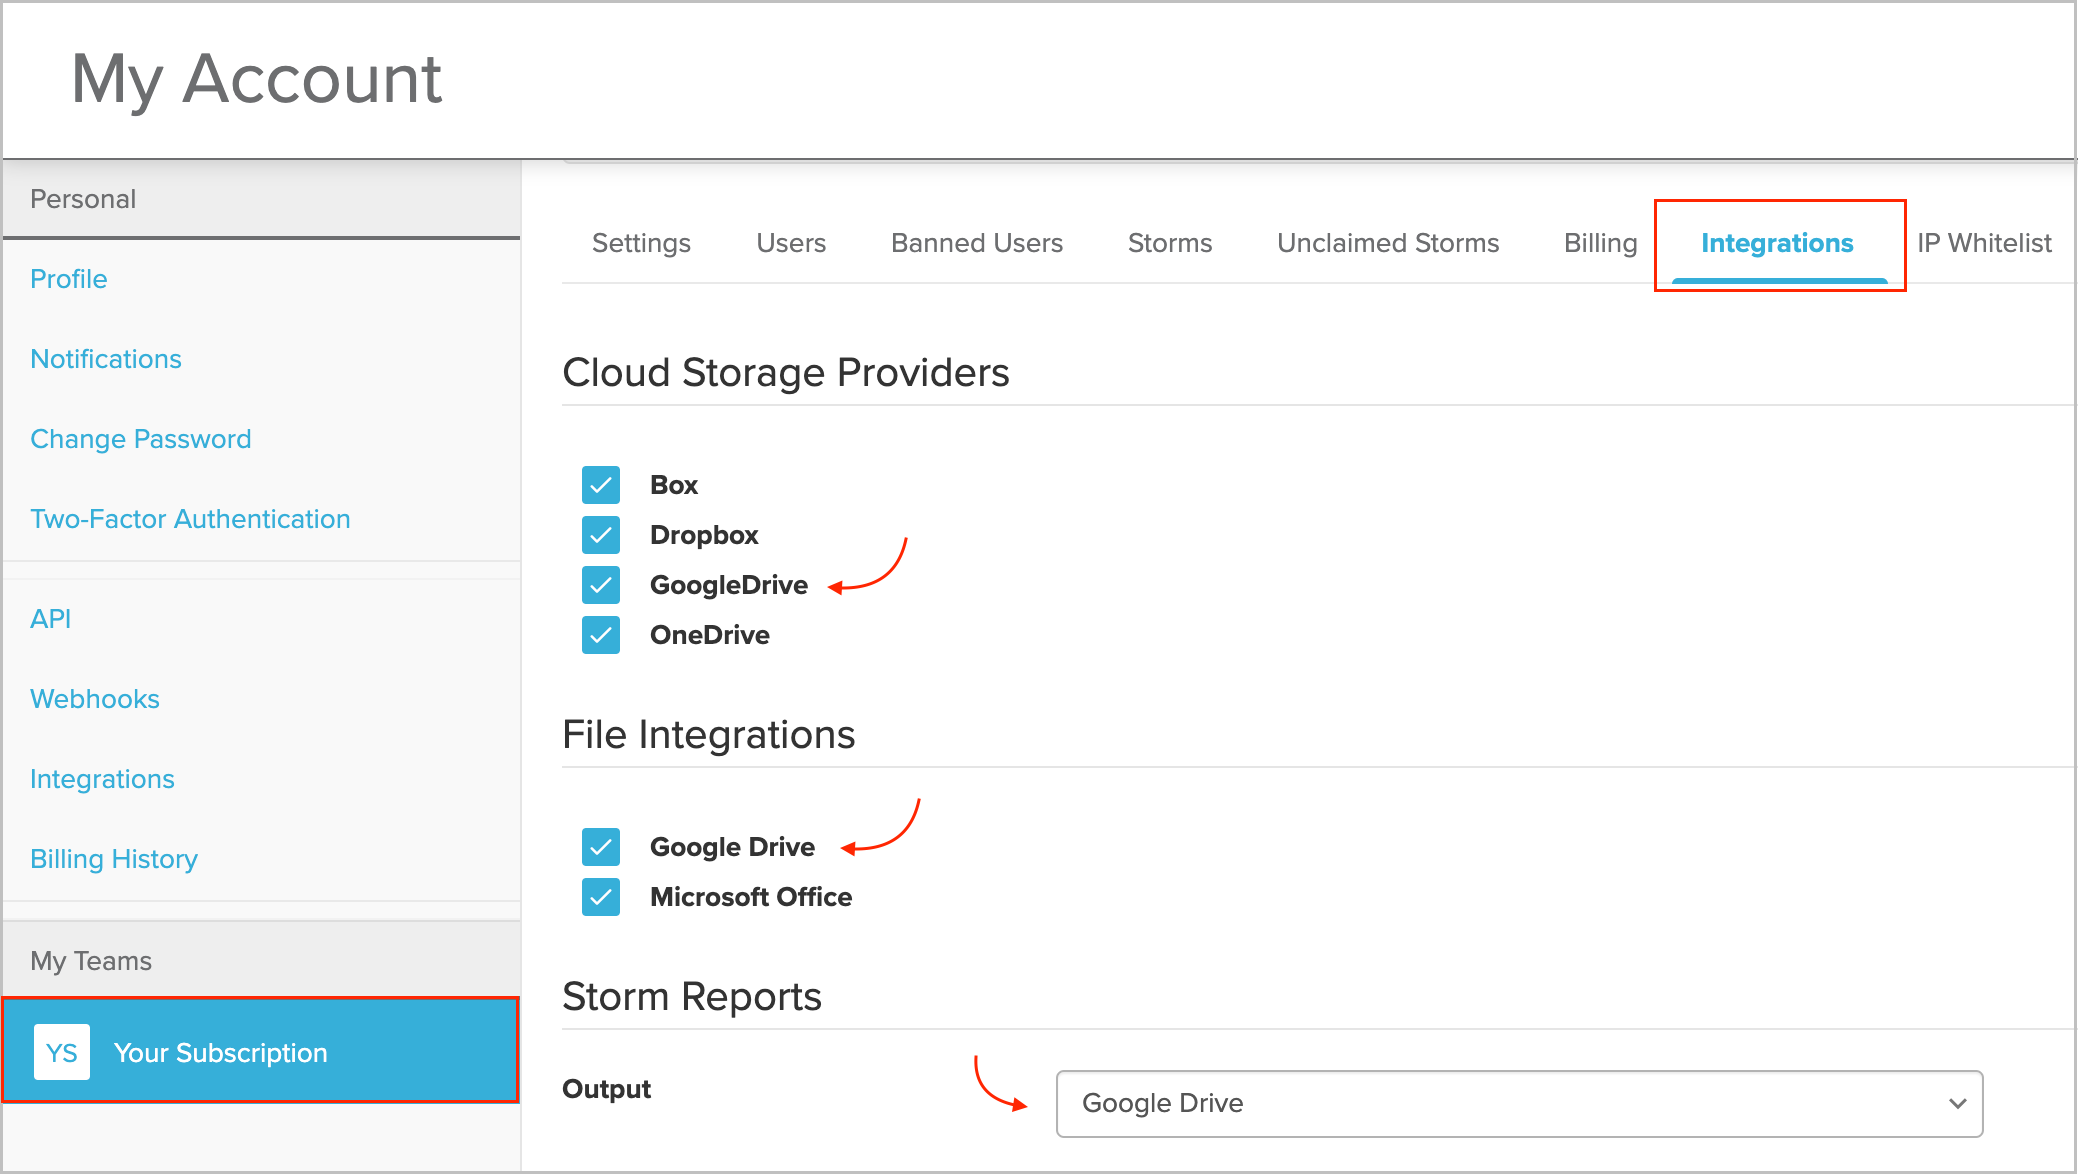 My Account
Personal
Profile
Notifications
Change Password
Two-Factor Authentication
API
Webhooks
Integrations
Billing History
My Teams
YS Your Subscription
Settings Users Banned Users Storms Unclaimed Storms Billing Integrations IP Whitelist
Cloud Storage Providers
Box
Dropbox
GoogleDrive
OneDrive
File Integrations
Google Drive
Microsoft Office
Storm Reports
Output Google Drive